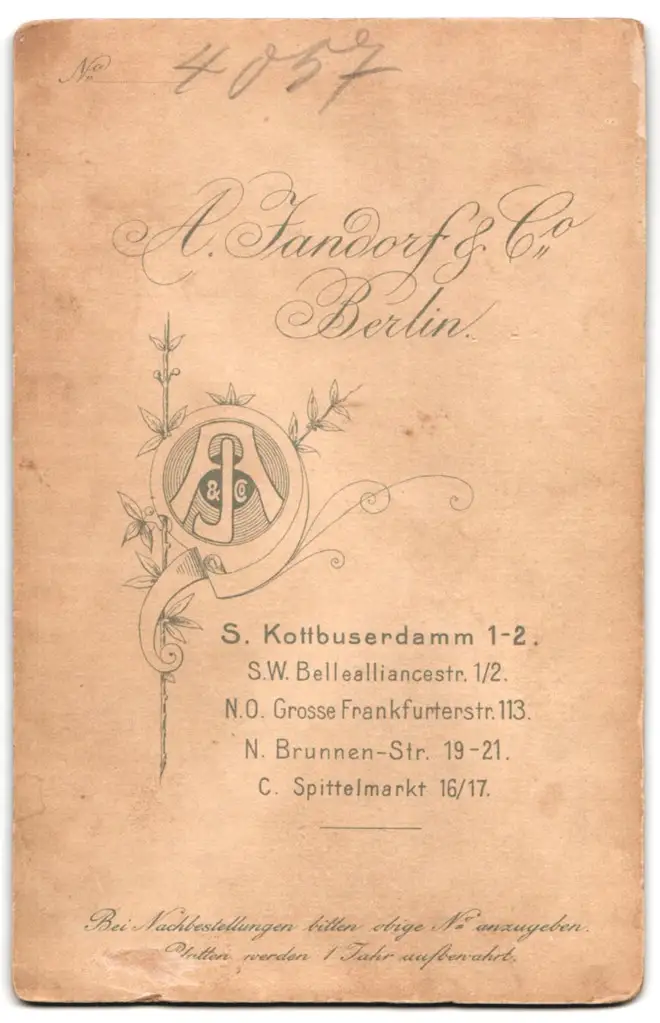 No 4057
A. Jandorf & Co
Berlin.
A J & Co
S. Kottbuserdamm 1-2.
S.W. Bellealliancestr. 1/2.
N.O. Grosse Frankfurterstr. 113.
N. Brunnen-Str. 19-21.
C. Spittelmarkt 16/17.
Bei Nachbestellungen bitten obige No anzugeben.
Platten werden 1 Jahr aufbewahrt.